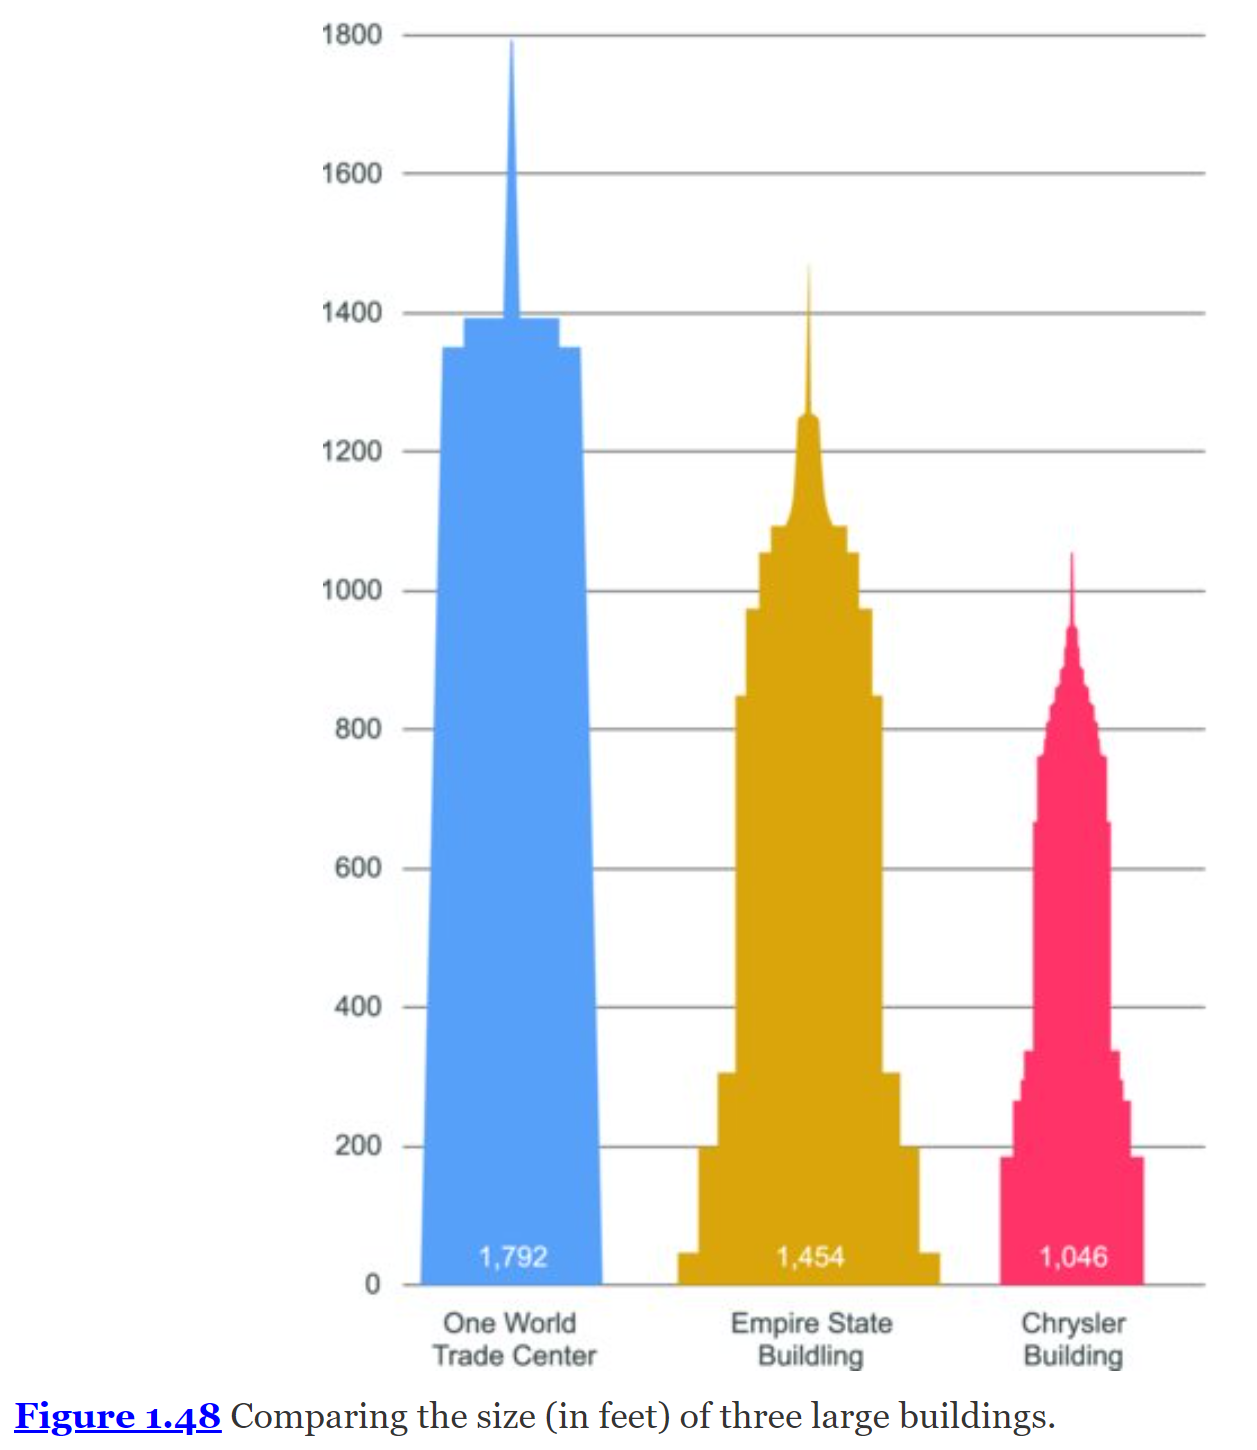 1800
1600
1400
1200
1000
800
600
400
200
0
1,792
1,454
1,046
One World
Trade Center
Empire State
Buildling
Chrysler
Building
Figure 1.48 Comparing the size (in feet) of three large buildings.